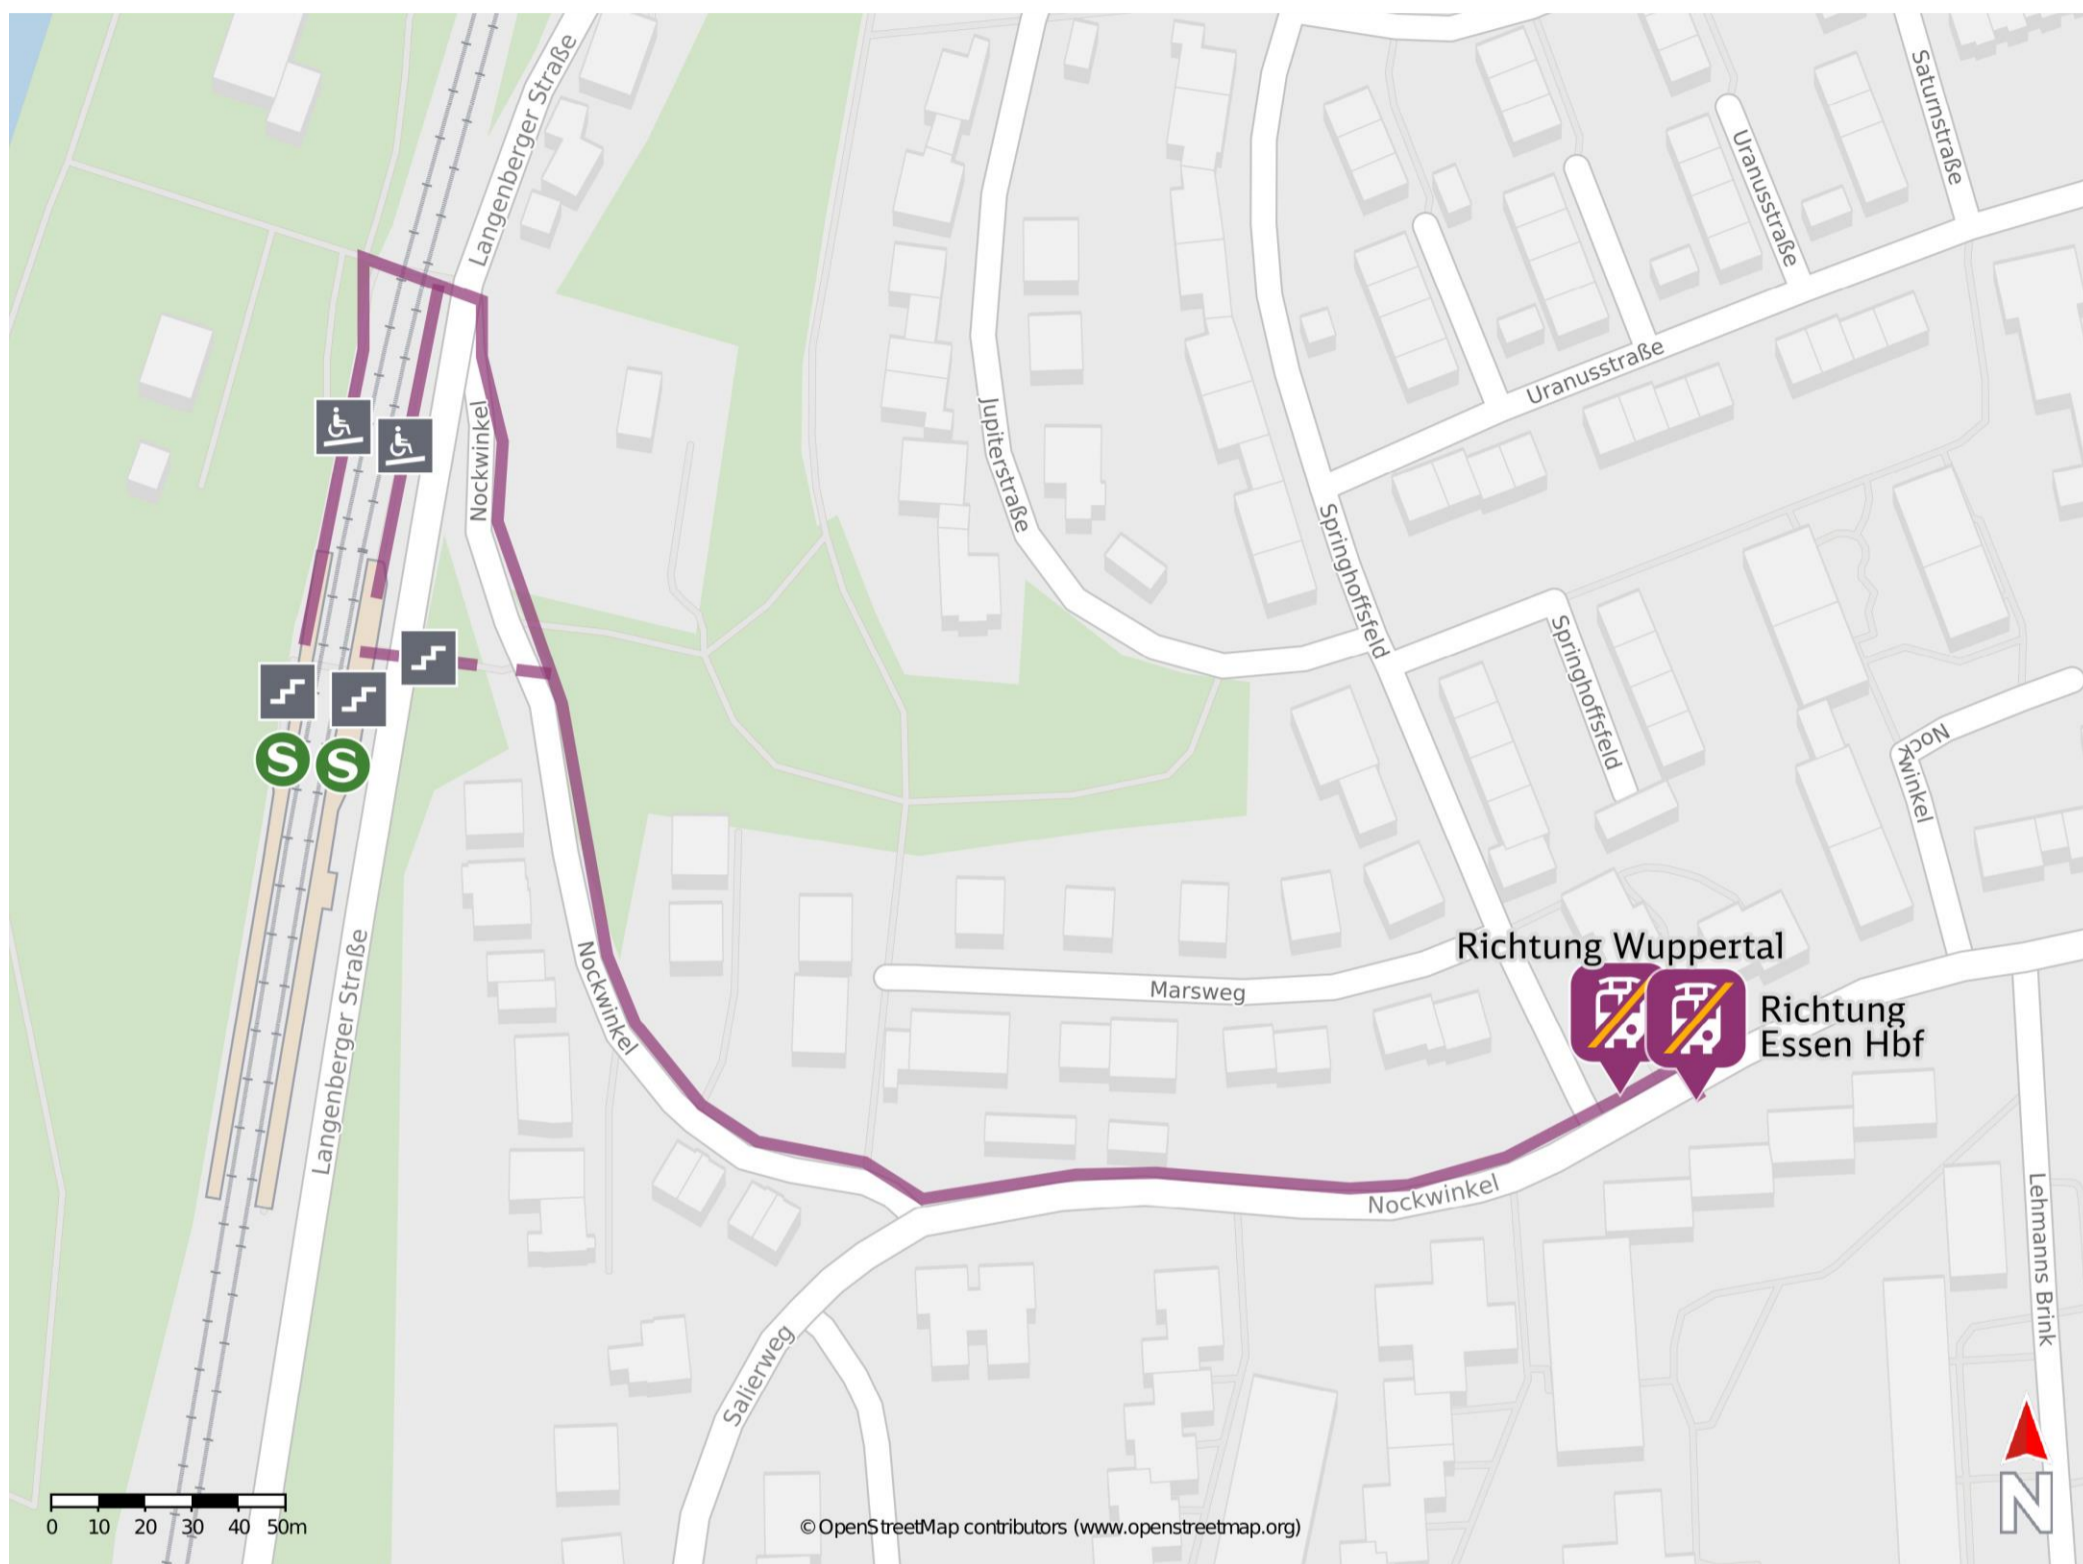 Langenberger Straße
Saturnstraße
Uranusstraße
Uranusstraße
Nockwinkel
Jupiterstraße
Springhoffsfeld
Springhoffsfeld
Nock
winkel
S
S
Richtung Wuppertal
Richtung
Essen Hbf
Nockwinkel
Marsweg
Langenberger Straße
Nockwinkel
Lehmanns Brink
Salierweg
N
0 10 20 30 40 50m
© OpenStreetMap contributors (www.openstreetmap.org)